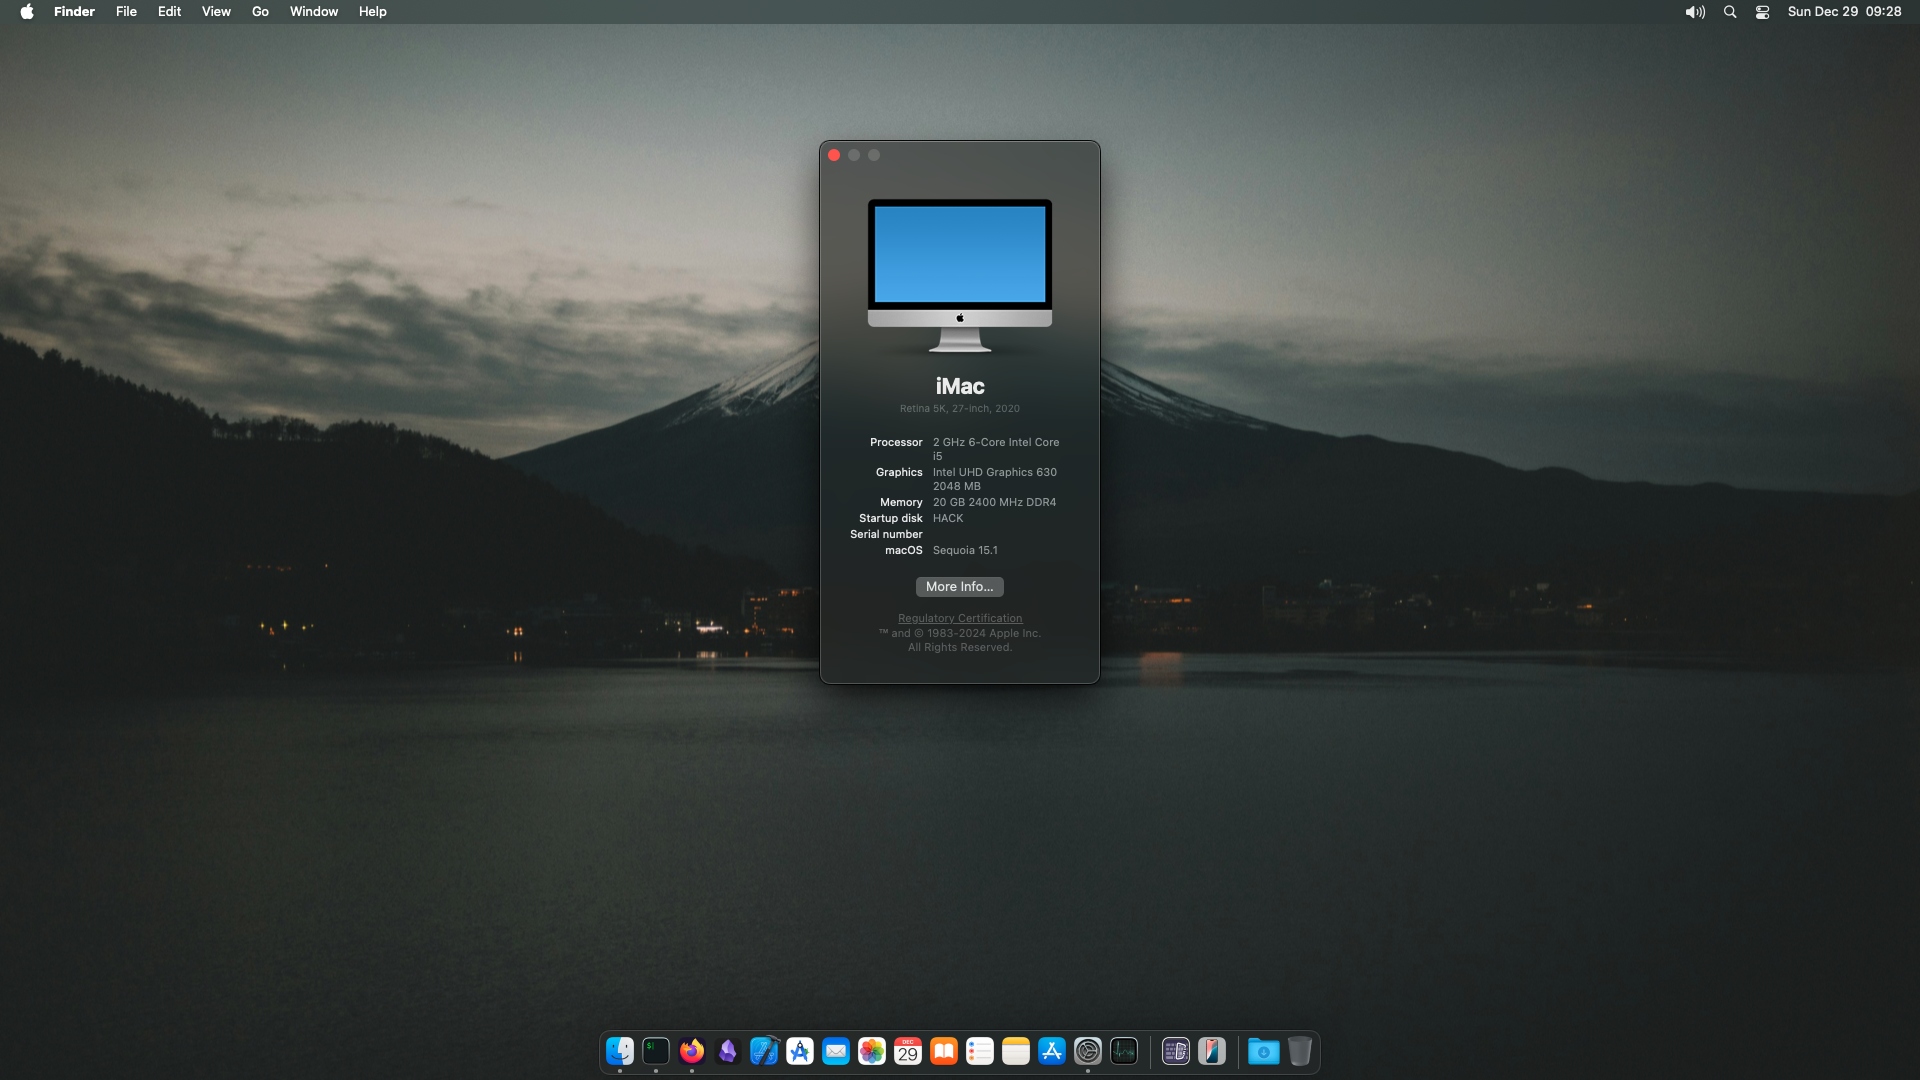 Finder File Edit View Go Window Help
Sun Dec 29 09:28
iMac
Retina 5K, 27-inch, 2020
Processor 2 GHz 6-Core Intel Core
i5
Graphics Intel UHD Graphics 630
2048 MB
Memory 20 GB 2400 MHz DDR4
Startup disk HACK
Serial number
macOS Sequoia 15.1
More Info...
Regulatory Certification
™ and © 1983-2024 Apple Inc.
All Rights Reserved.
$
DEC
29